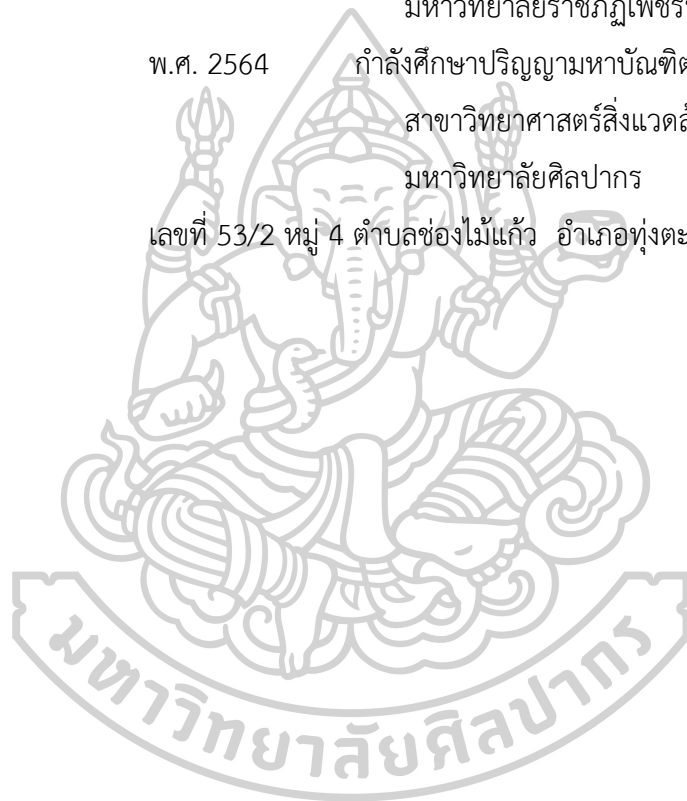 มหาวิทยาลัยราชภัฏเพชรบ
พ.ศ. 2564 กำลังศึกษาปริญญามหาบัณฑิต
สาขาวิทยาศาสตร์สิ่งแวดล้
มหาวิทยาลัยศิลปากร
เลขที่ 53/2 หมู่ 4 ตำบลช่องไม้แก้ว อำเภอทุ่งตะ
มหาวิทยาลัยศิลปากร